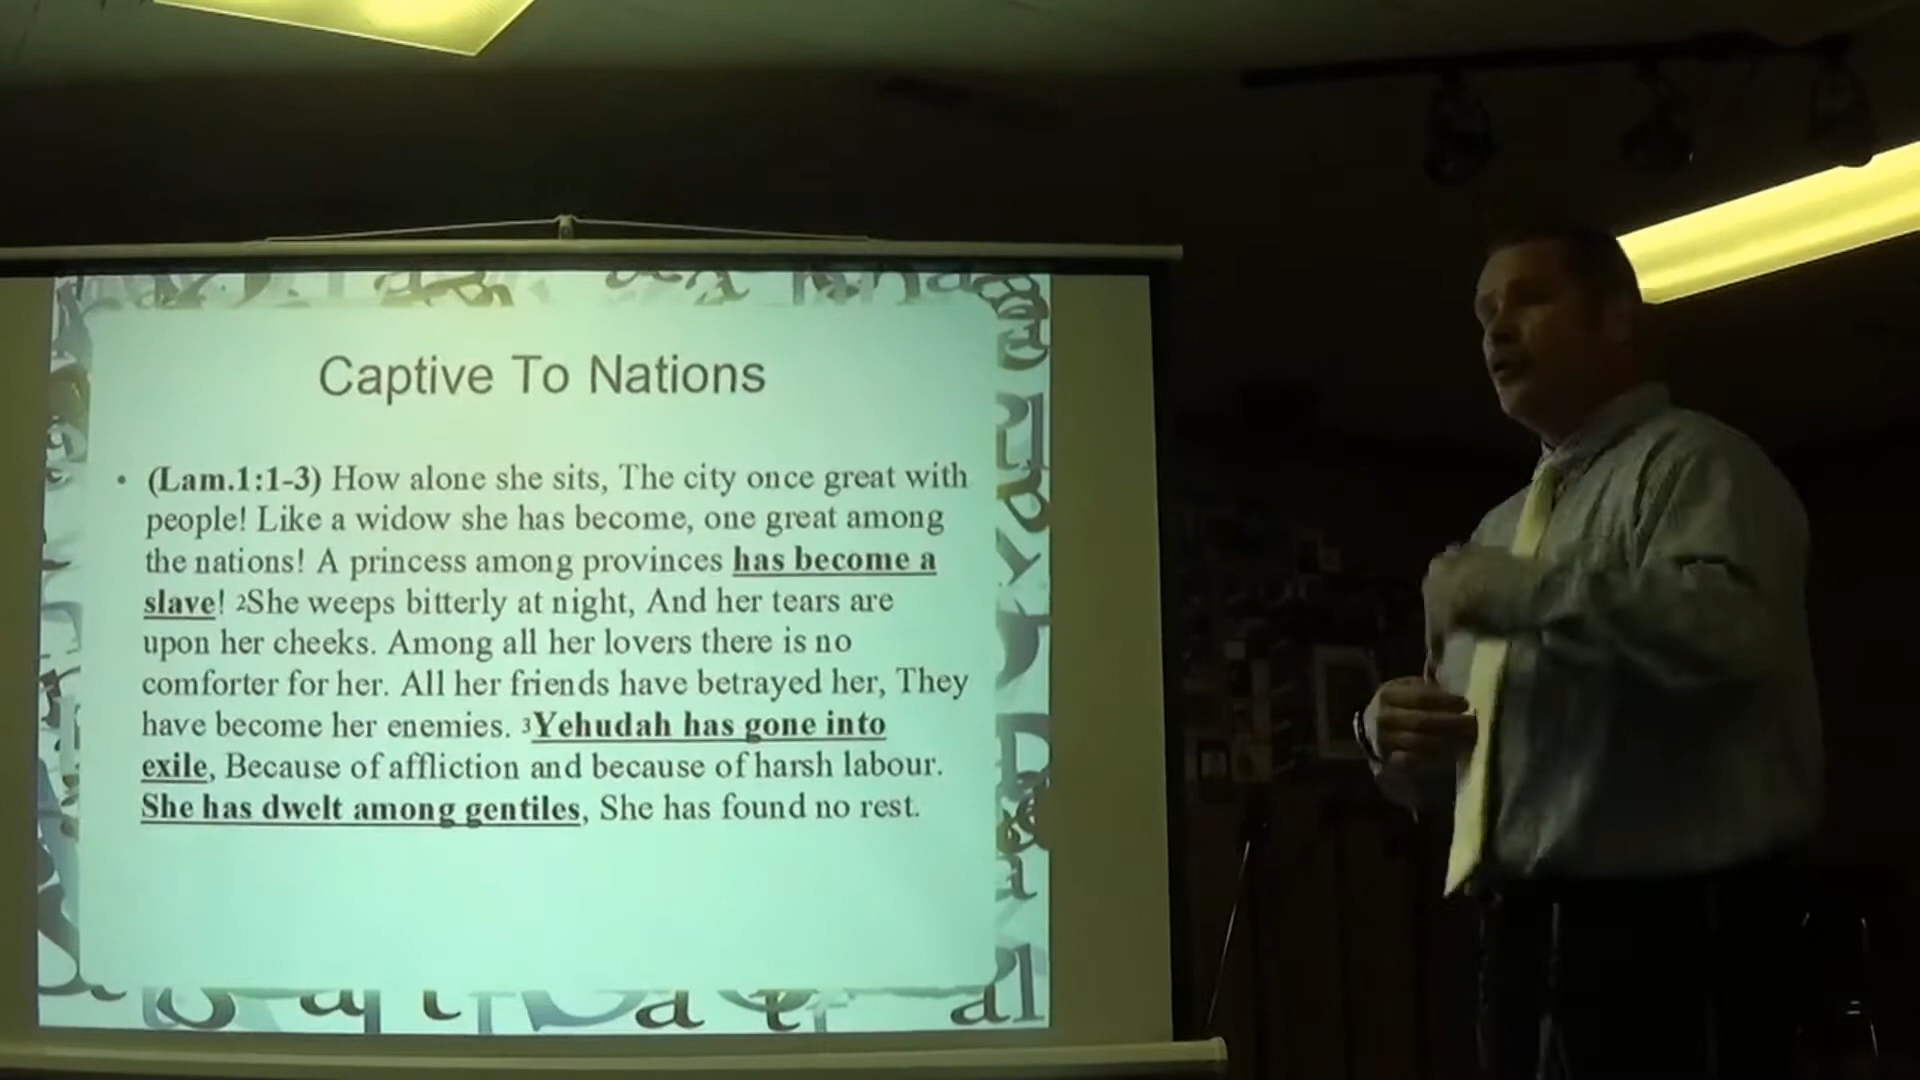 Captive To Nations
• (Lam.1:1-3) How alone she sits, The city once great with
people! Like a widow she has become, one great among
the nations! A princess among provinces has become a
slave! 2She weeps bitterly at night, And her tears are
upon her cheeks. Among all her lovers there is no
comforter for her. All her friends have betrayed her, They
have become her enemies. 3Yehudah has gone into
exile, Because of affliction and because of harsh labour.
She has dwelt among gentiles, She has found no rest.